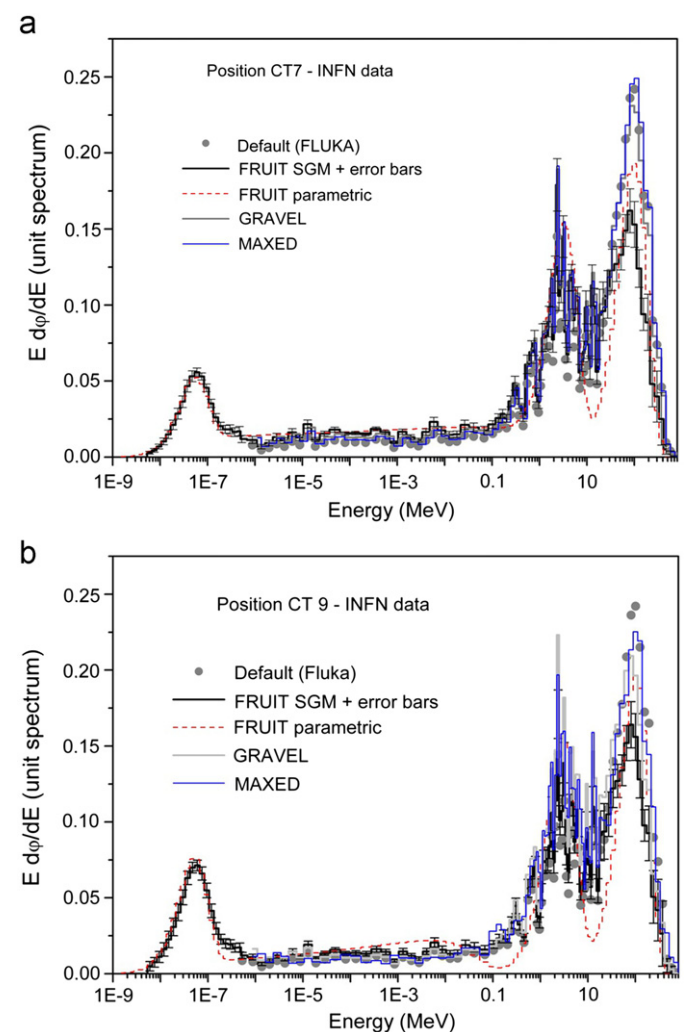 a
Position CT7 - INFN data
Default (FLUKA)
FRUIT SGM + error bars
FRUIT parametric
GRAVEL
MAXED
0.25
0.20
0.15
0.10
0.05
0.00
E dφ/dE (unit spectrum)
1E-9 1E-7 1E-5 1E-3 0.1 10
Energy (MeV)
b
Position CT 9 - INFN data
Default (Fluka)
FRUIT SGM + error bars
FRUIT parametric
GRAVEL
MAXED
0.25
0.20
0.15
0.10
0.05
0.00
E dφ/dE (unit spectrum)
1E-9 1E-7 1E-5 1E-3 0.1 10
Energy (MeV)